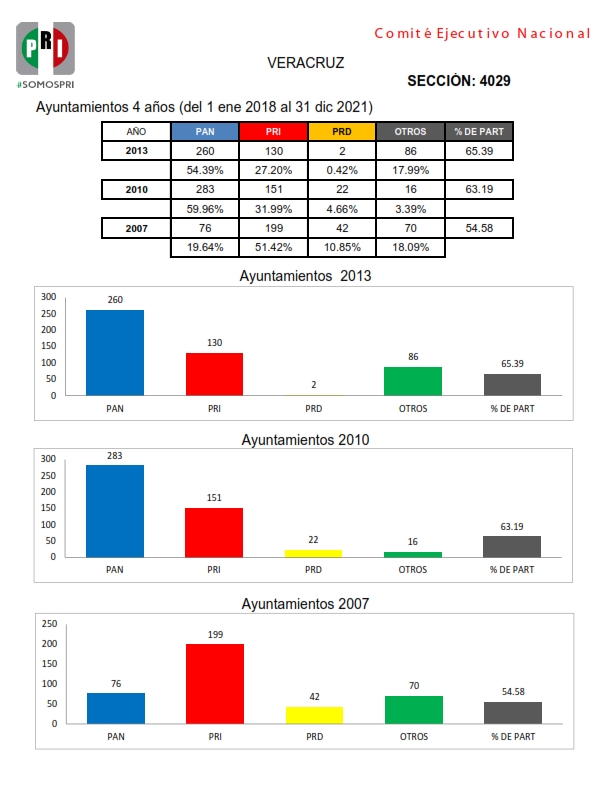 Comité Ejecutivo Nacional
PRI
#SOMOSPRI
VERACRUZ
SECCIÓN: 4029
Ayuntamientos 4 años (del 1 ene 2018 al 31 dic 2021)
AÑO PAN PRI PRD OTROS % DE PART
2013 260 130 2 86 65.39
54.39% 27.20% 0.42% 17.99%
2010 283 151 22 16 63.19
59.96% 31.99% 4.66% 3.39%
2007 76 199 42 70 54.58
19.64% 51.42% 10.85% 18.09%
Ayuntamientos 2013
300
250
200
150
100
50
0
260
130
2
86
65.39
PAN PRI PRD OTROS % DE PART
Ayuntamientos 2010
300
250
200
150
100
50
0
283
151
22
16
63.19
PAN PRI PRD OTROS % DE PART
Ayuntamientos 2007
250
200
150
100
50
0
76
199
42
70
54.58
PAN PRI PRD OTROS % DE PART